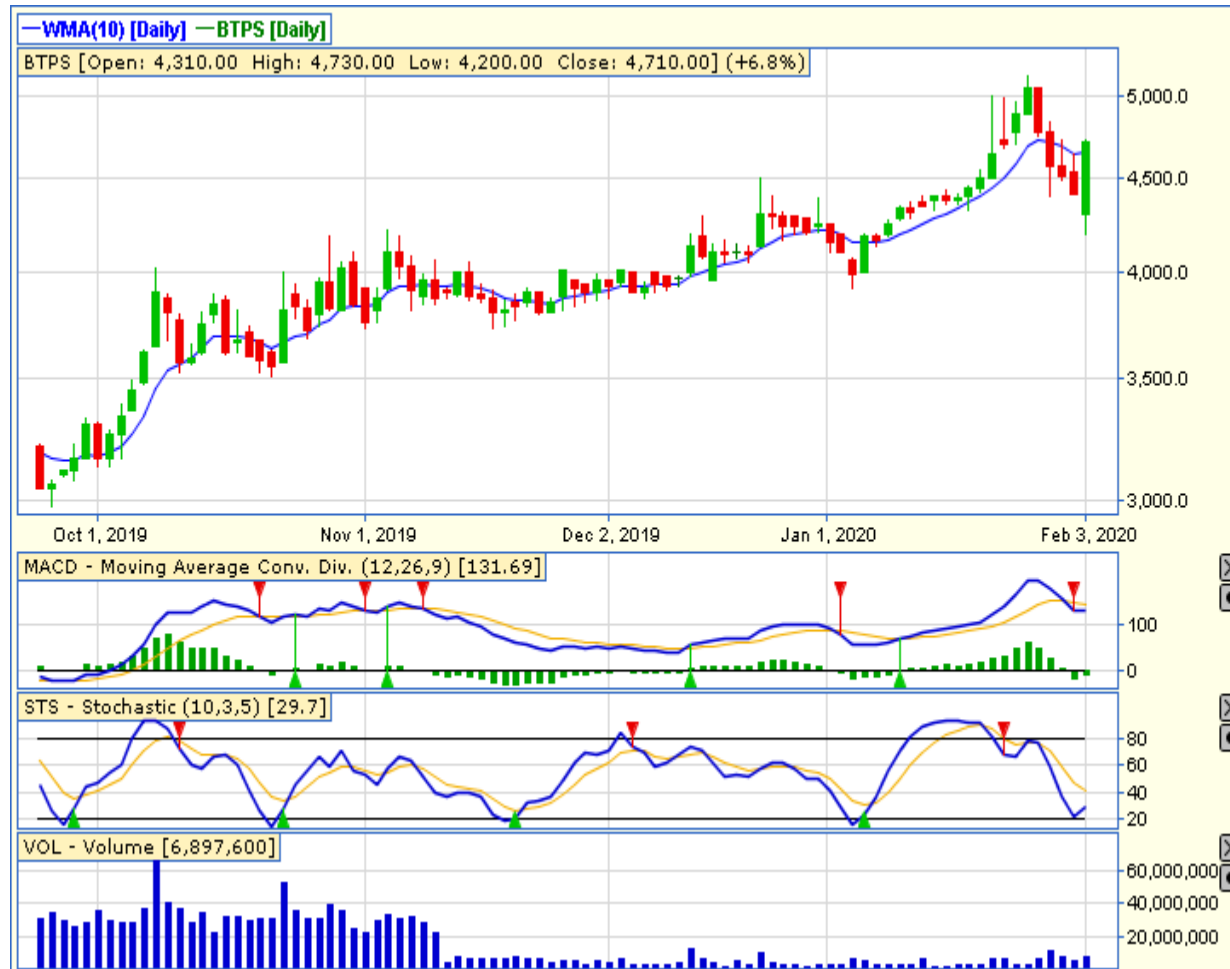 WMA(10) [Daily] BTPS [Daily]
BTPS [Open: 4,310.00 High: 4,730.00 Low: 4,200.00 Close: 4,710.00] (+6.8%)
5,000.0
4,500.0
4,000.0
3,500.0
3,000.0
Oct 1, 2019 Nov 1, 2019 Dec 2, 2019 Jan 1, 2020 Feb 3, 2020
MACD - Moving Average Conv. Div. (12,26,9) [131.69]
100
0
STS - Stochastic (10,3,5) [29.7]
80
60
40
20
VOL - Volume [6,897,600]
60,000,000
40,000,000
20,000,000